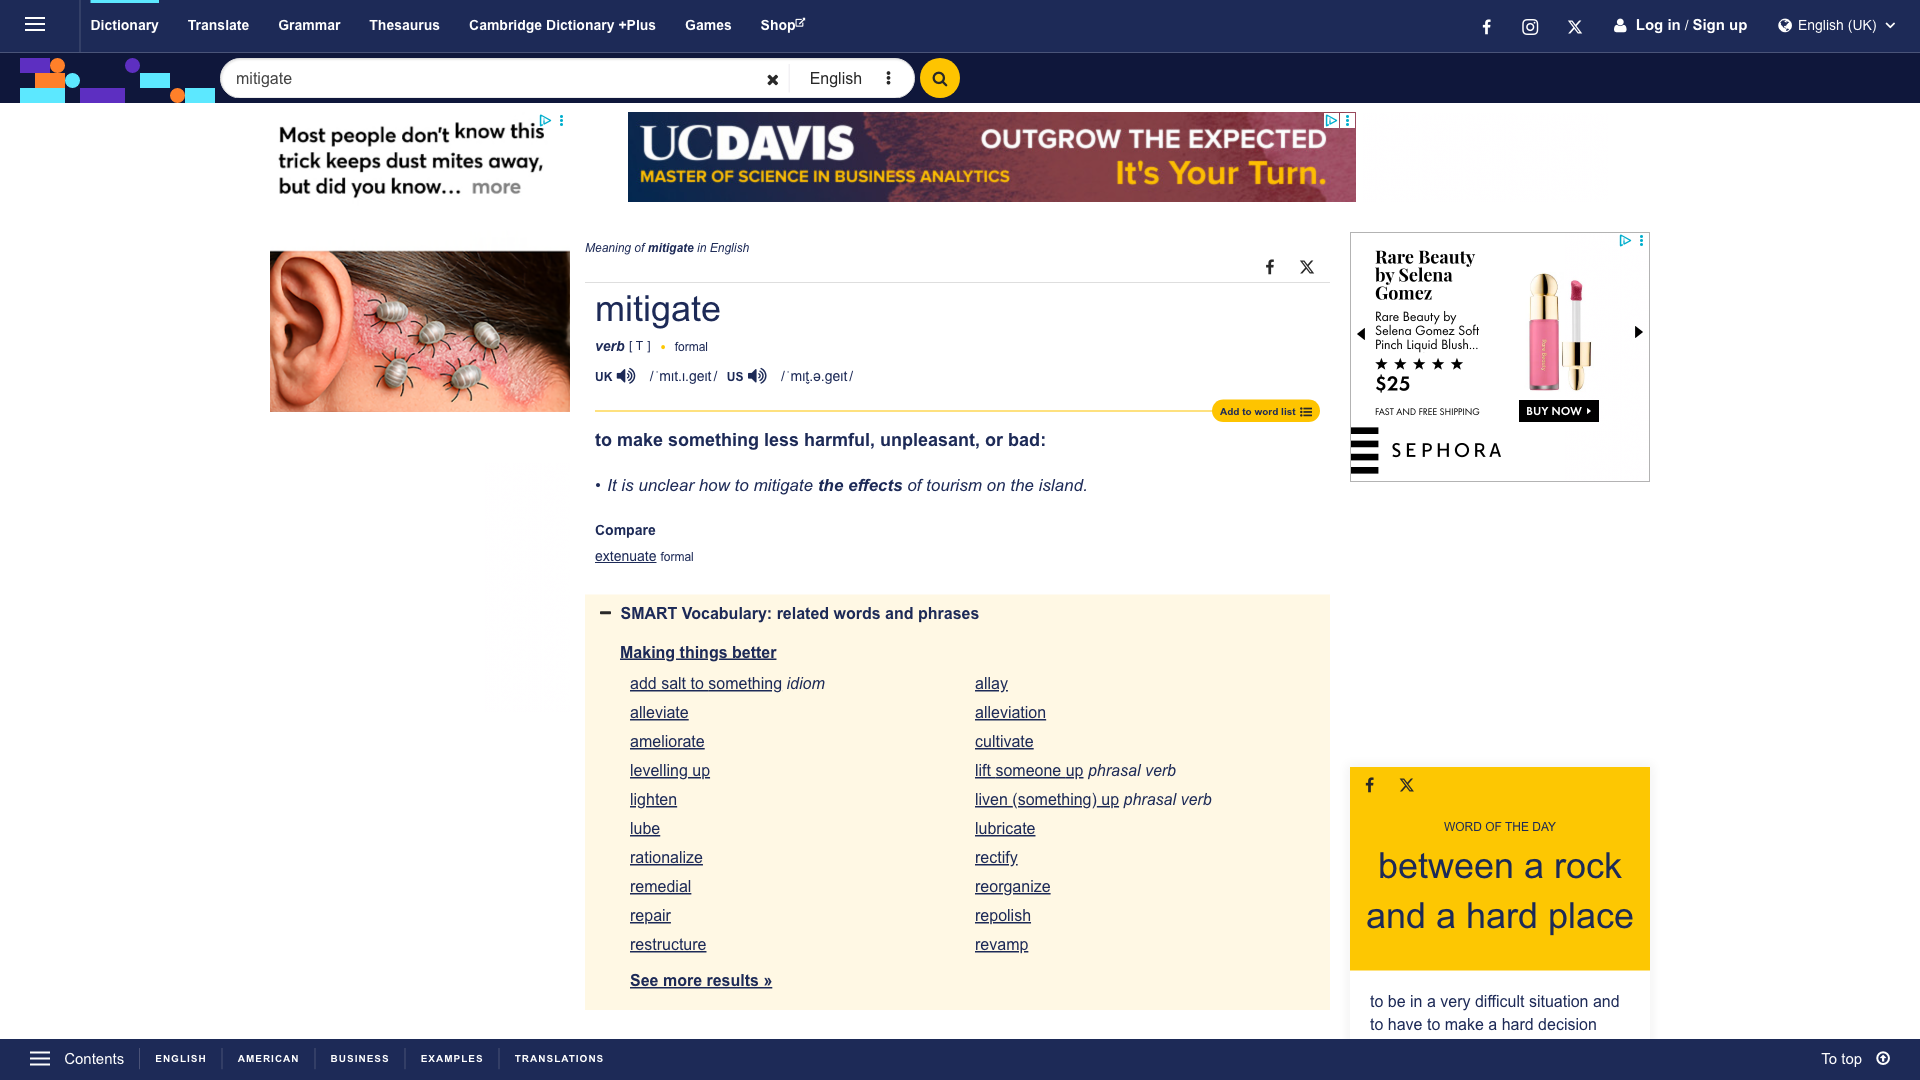 Dictionary Translate Grammar Thesaurus Cambridge Dictionary +Plus Games Shop Log in / Sign up English (UK)
mitigate English
Most people don't know this
trick keeps dust mites away,
but did you know... more
UCDAVIS
MASTER OF SCIENCE IN BUSINESS ANALYTICS
OUTGROW THE EXPECTED
It's Your Turn.
Meaning of mitigate in English
mitigate
verb [ T ] • formal
UK /ˈmɪt.ɪ.ɡeɪt/ US /ˈmɪt̬.ə.ɡeɪt/
Add to word list
to make something less harmful, unpleasant, or bad:
• It is unclear how to mitigate the effects of tourism on the island.
Compare
extenuate formal
SMART Vocabulary: related words and phrases
Making things better
add salt to something idiom
allay
alleviate
alleviation
ameliorate
cultivate
levelling up
lift someone up phrasal verb
lighten
liven (something) up phrasal verb
lube
lubricate
rationalize
rectify
remedial
reorganize
repair
repolish
restructure
revamp
See more results »
Rare Beauty
by Selena
Gomez
Rare Beauty by
Selena Gomez Soft
Pinch Liquid Blush...
★ ★ ★ ★ ★
$25
FAST AND FREE SHIPPING
BUY NOW
SEPHORA
WORD OF THE DAY
between a rock
and a hard place
to be in a very difficult situation and
to have to make a hard decision
Contents ENGLISH AMERICAN BUSINESS EXAMPLES TRANSLATIONS To top